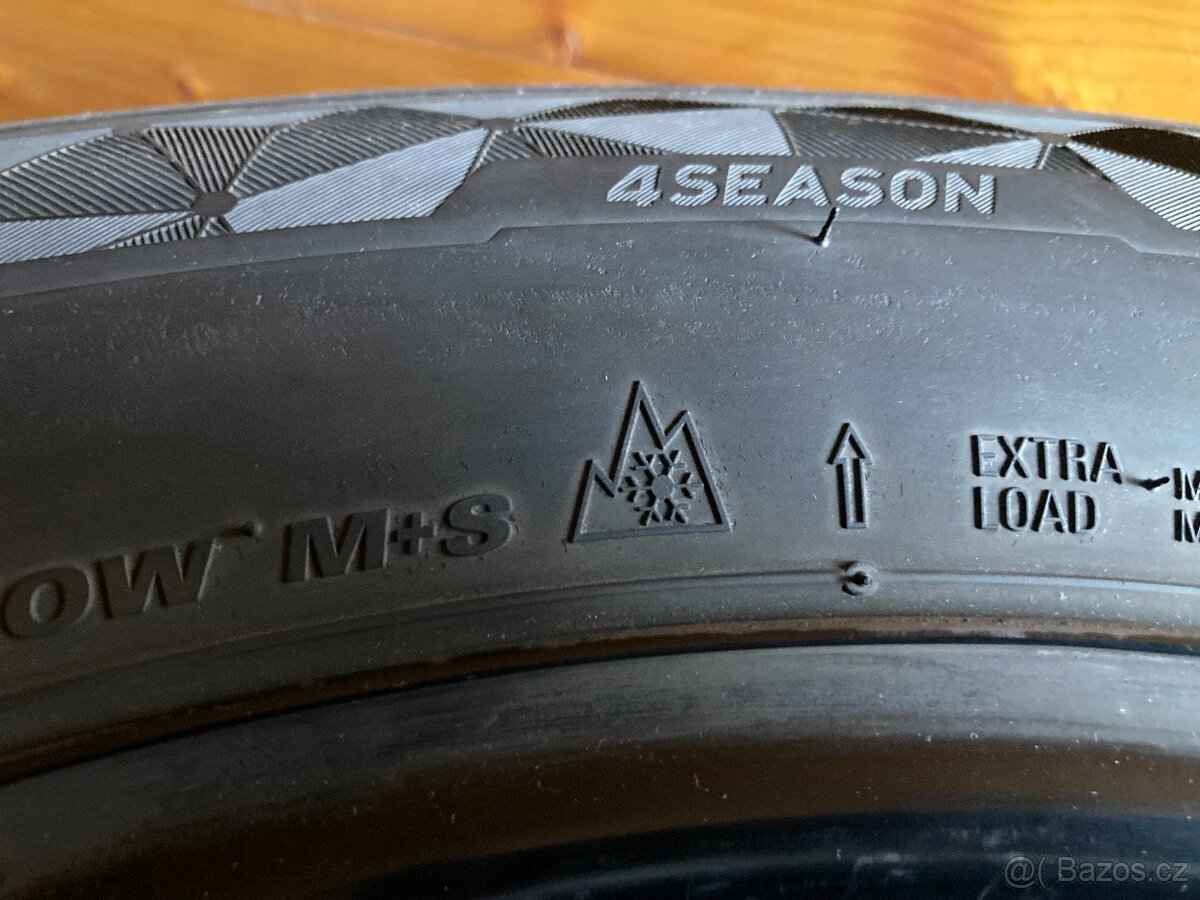 4SEASON
OW M+S
EXTRA
LOAD
M
M
@( Bazos.cz